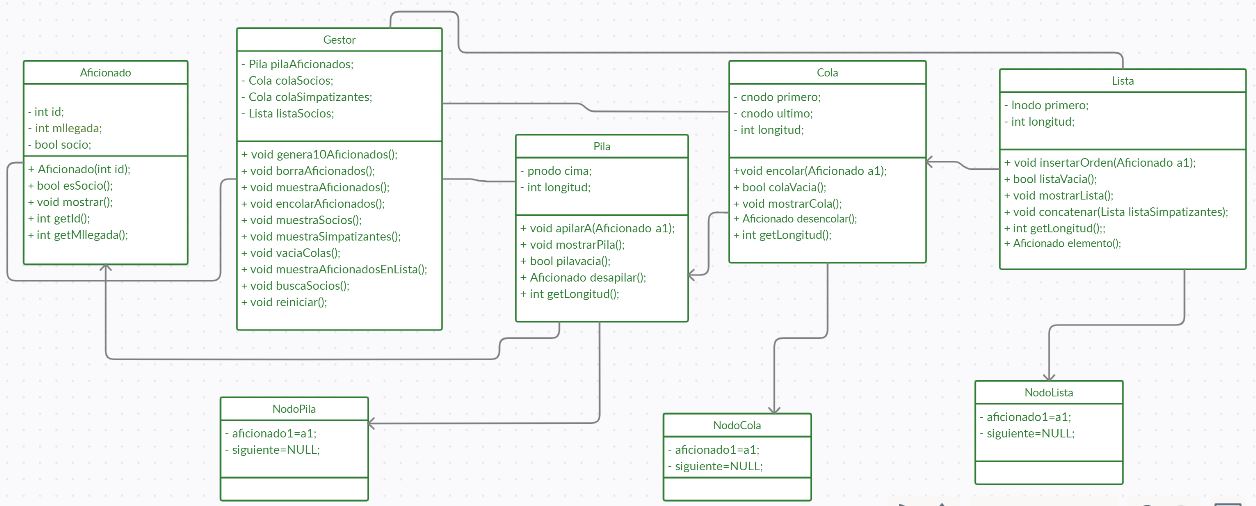 Aficionado
- int id;
- int mllegada;
- bool socio;
+ Aficionado(int id);
+ bool esSocio();
+ void mostrar();
+ int getId();
+ int getMllegada();
Gestor
- Pila pilaAficionados;
- Cola colaSocios;
- Cola colaSimpatizantes;
- Lista listaSocios;
+ void genera10Aficionados();
+ void borraAficionados();
+ void muestraAficionados();
+ void encolarAficionados();
+ void muestraSocios();
+ void muestraSimpatizantes();
+ void vaciaColas();
+ void muestraAficionadosEnLista();
+ void buscaSocios();
+ void reiniciar();
Pila
- pnodo cima;
- int longitud;
+ void apilarA(Aficionado a1);
+ void mostrarPila();
+ bool pilavacia();
+ Aficionado desapilar();
+ int getLongitud();
Cola
- cnodo primero;
- cnodo ultimo;
- int longitud;
+void encolar(Aficionado a1);
+ bool colaVacia();
+ void mostrarCola();
+ Aficionado desencolar();
+ int getLongitud();
Lista
- lnodo primero;
- int longitud;
+ void insertarOrden(Aficionado a1);
+ bool listaVacia();
+ void mostrarLista();
+ void concatenar(Lista listaSimpatizantes);
+ int getLongitud();;
+ Aficionado elemento();
NodoPila
- aficionado1=a1;
- siguiente=NULL;
NodoCola
- aficionado1=a1;
- siguiente=NULL;
NodoLista
- aficionado1=a1;
- siguiente=NULL;